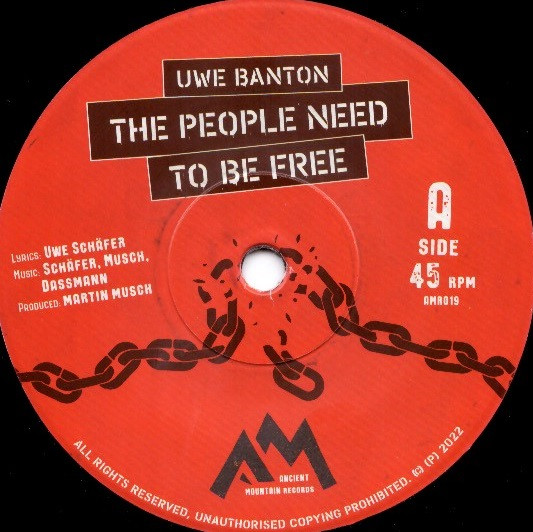 UWE BANTON
THE PEOPLE NEED
TO BE FREE
A
SIDE
45 RPM
AMR019
LYRICS: UWE SCHÄFER
MUSIC: SCHÄFER, MUSCH,
DASSMANN
PRODUCED: MARTIN MUSCH
AM
ANCIENT
MOUNTAIN RECORDS
ALL RIGHTS RESERVED, UNAUTHORISED COPYING PROHIBITED. © (P) 2022